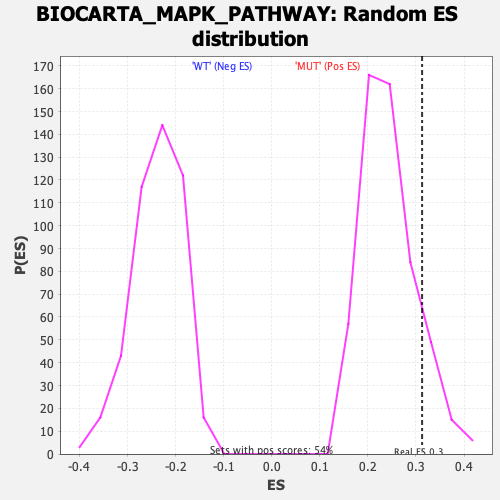 BIOCARTA_MAPK_PATHWAY: Random ES
distribution
'WT' (Neg ES) 'MUT' (Pos ES)
170
160
150
140
130
120
110
100
90
80
70
60
50
40
30
20
10
0
P(ES)
Sets with pos scores: 54%
Real ES 0.3
-0.4 -0.3 -0.2 -0.1 0.0 0.1 0.2 0.3 0.4
ES